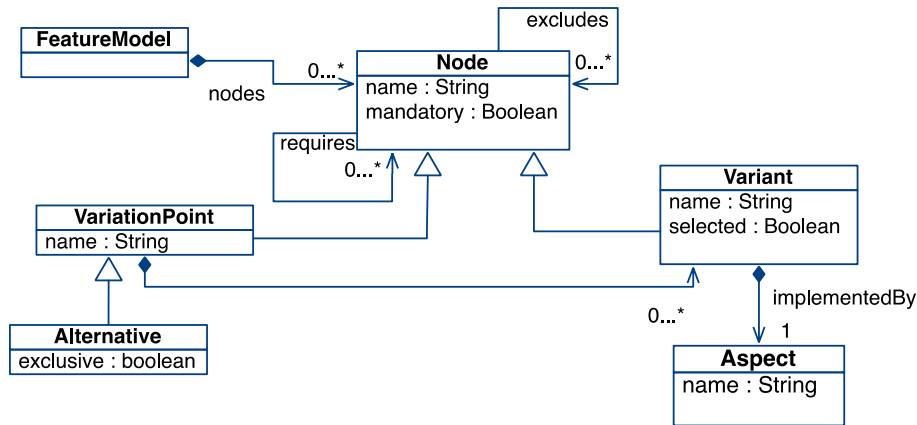 excludes
FeatureModel
Node
0...*
0...*
name : String
nodes
mandatory : Boolean
requires
0...*
Variant
name : String
VariationPoint
selected : Boolean
name : String
implementedBy
0...*
1
Alternative
Aspect
exclusive : boolean
name : String